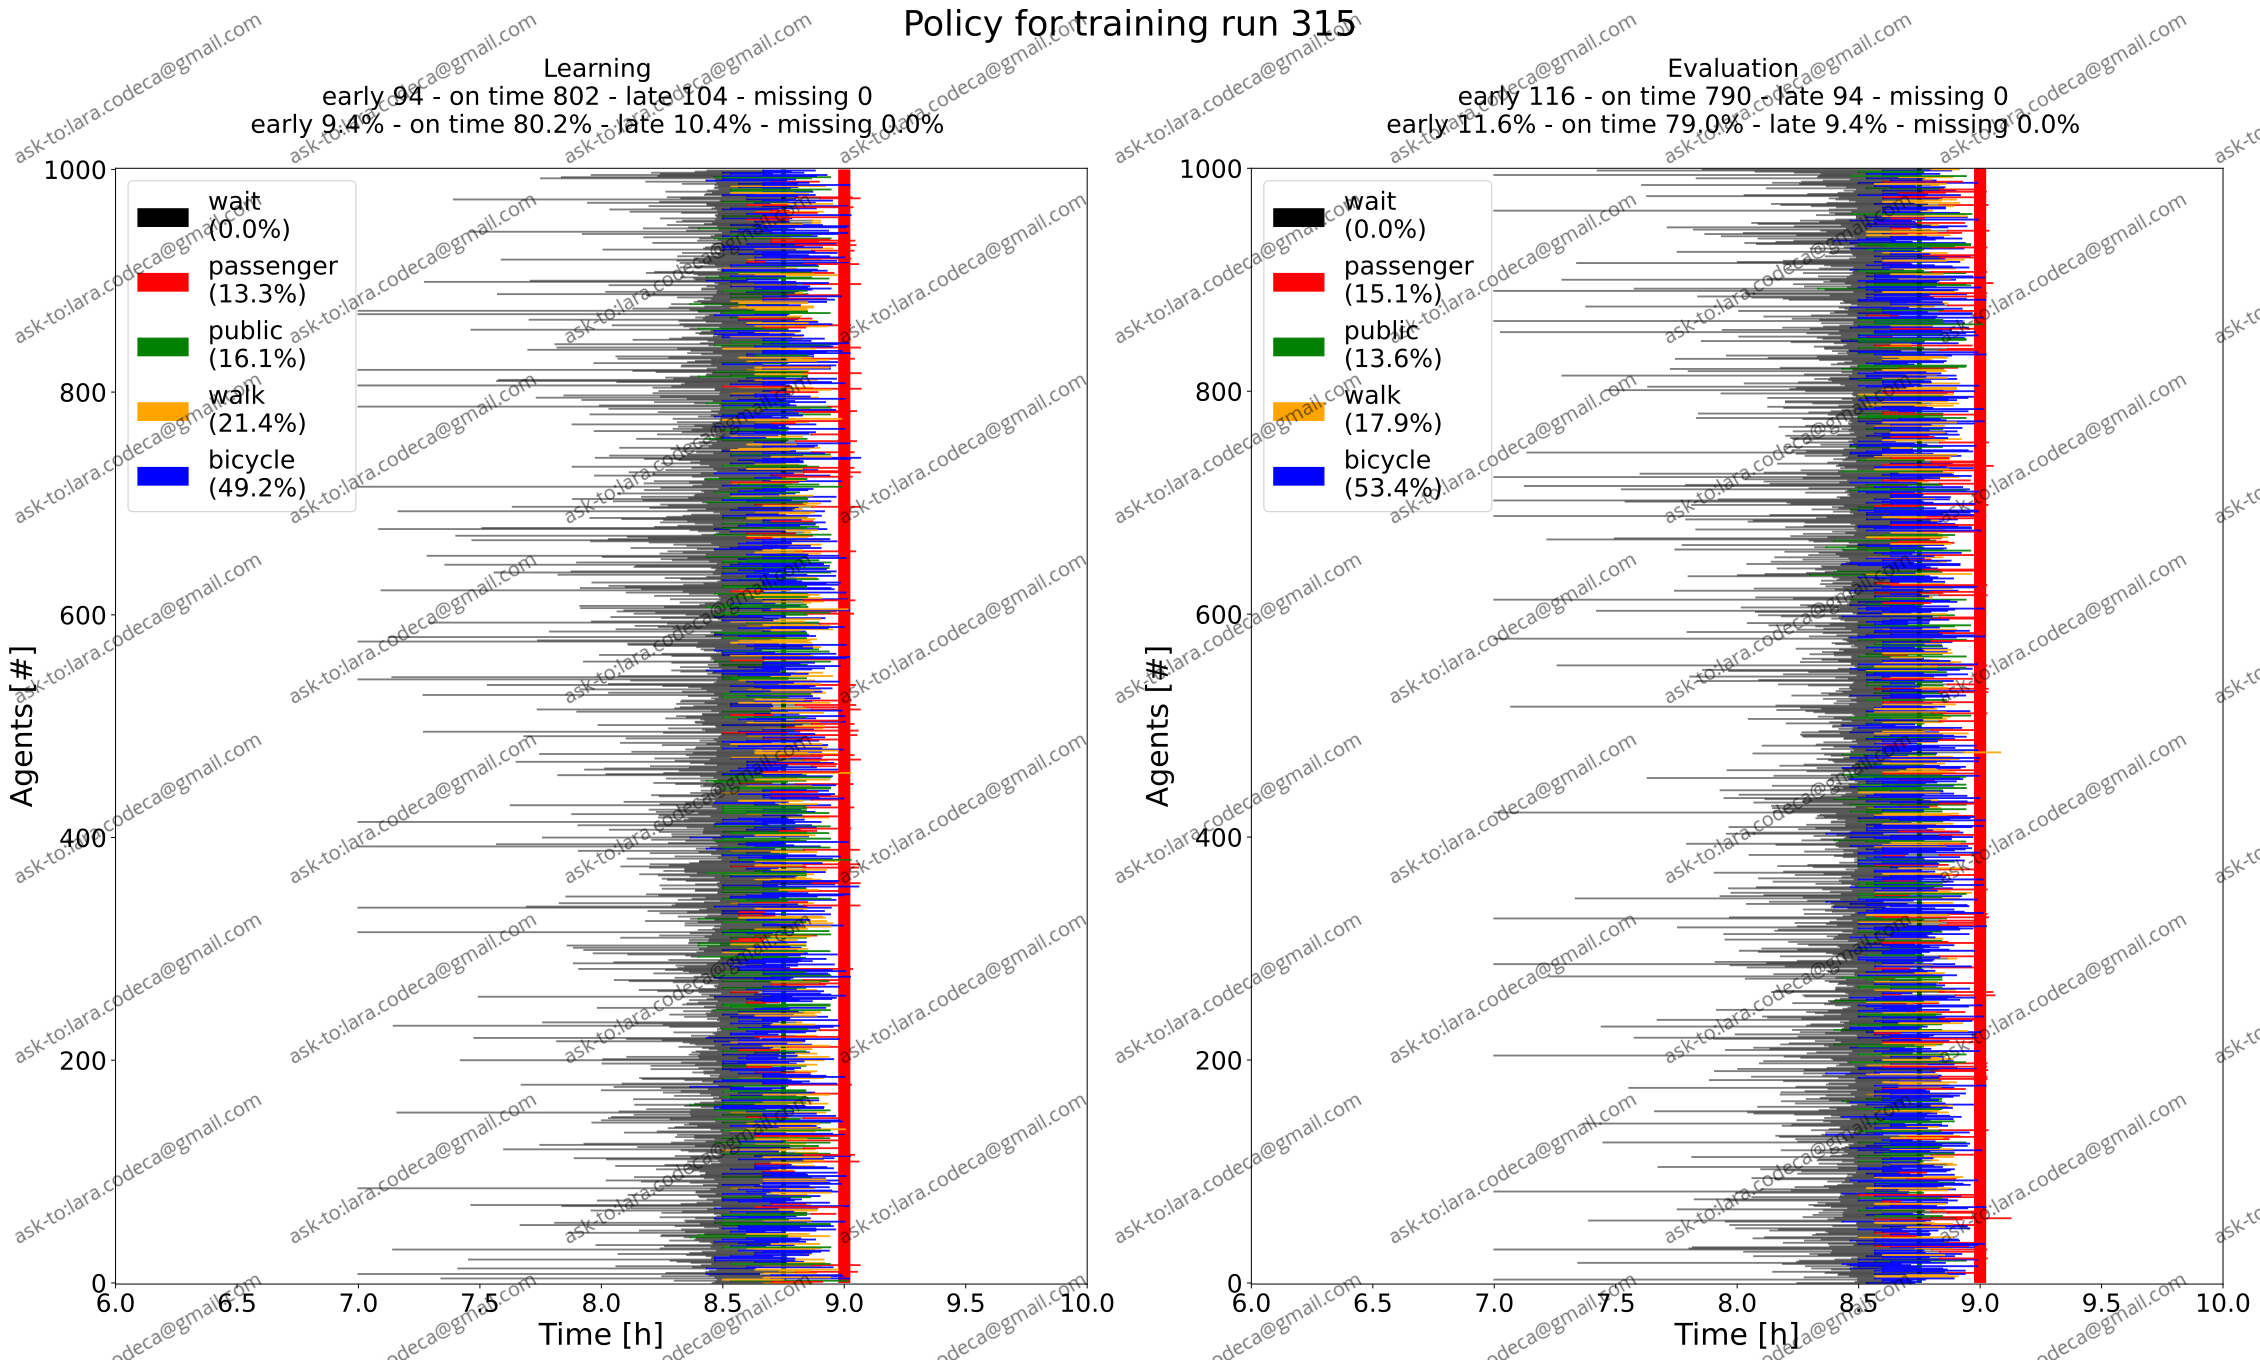 Policy for training run 315
Learning
early 94 - on time 802 - late 104 - missing 0
early 9.4% - on time 80.2% - late 10.4% - missing 0.0%
1000
800
600
400
200
0
Agents [#]
wait
(0.0%)
passenger
(13.3%)
public
(16.1%)
walk
(21.4%)
bicycle
(49.2%)
6.0 6.5 7.0 7.5 8.0 8.5 9.0 9.5 10.0
Time [h]
Evaluation
early 116 - on time 790 - late 94 - missing 0
early 11.6% - on time 79.0% - late 9.4% - missing 0.0%
1000
800
600
400
200
0
Agents [#]
wait
(0.0%)
passenger
(15.1%)
public
(13.6%)
walk
(17.9%)
bicycle
(53.4%)
6.0 6.5 7.0 7.5 8.0 8.5 9.0 9.5 10.0
Time [h]
ask-to:lara.codeca@gmail.com